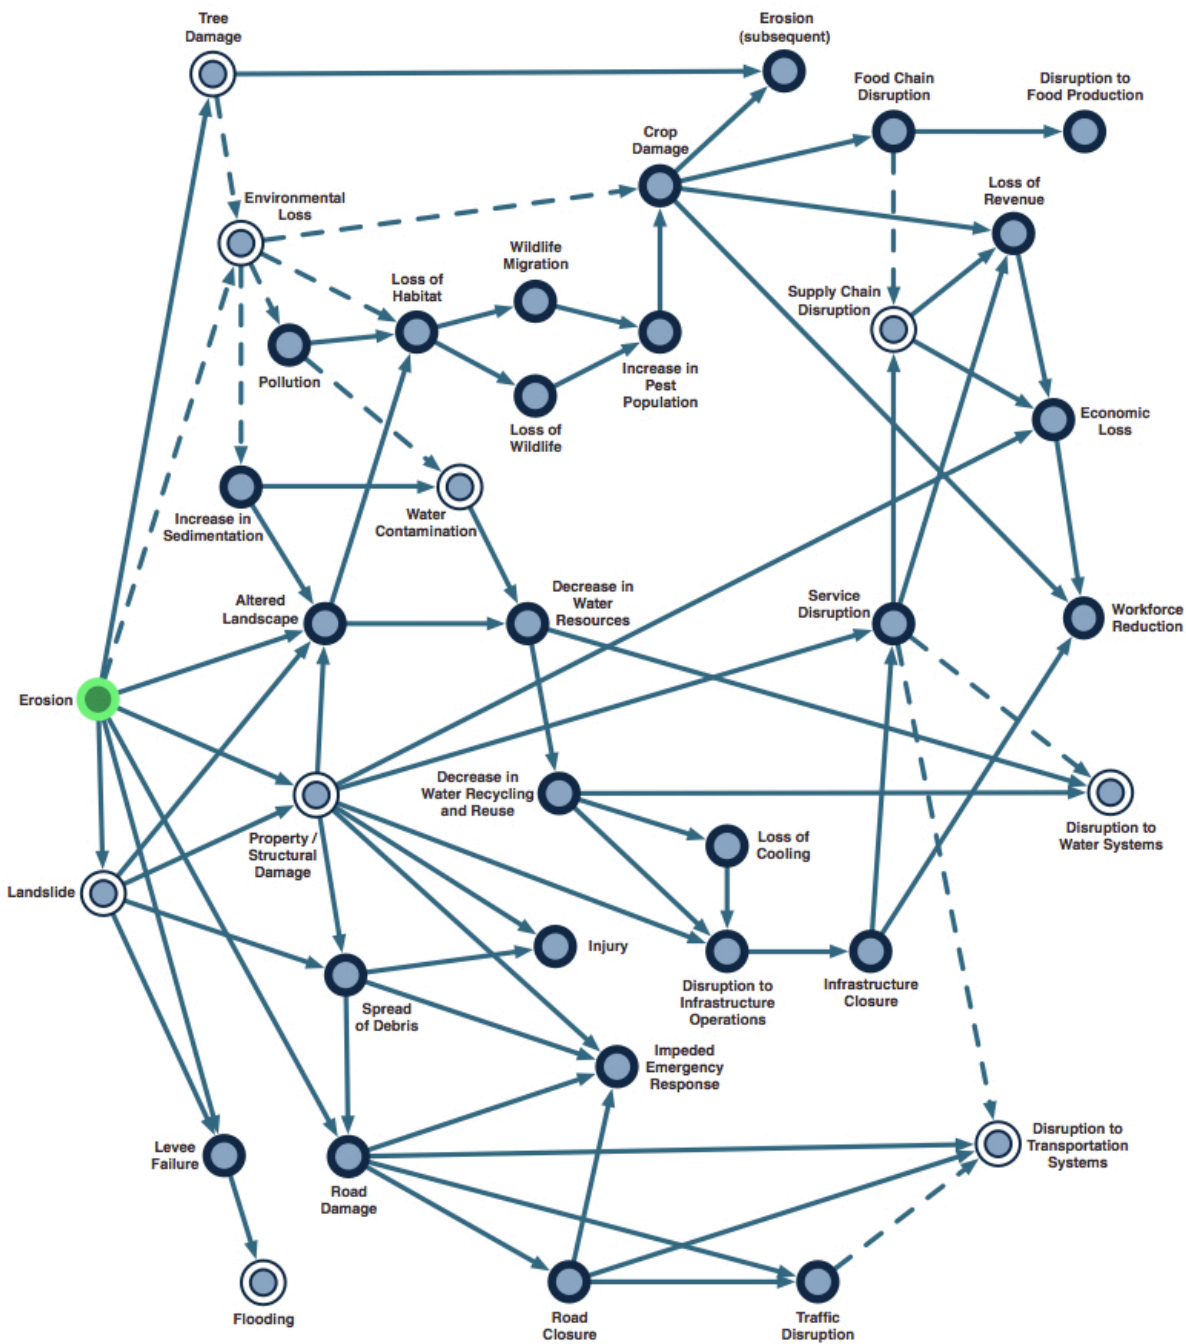 Tree
Damage
Erosion
(subsequent)
Food Chain
Disruption
Disruption to
Food Production
Crop
Damage
Environmental
Loss
Loss of
Revenue
Wildlife
Migration
Loss of
Habitat
Supply Chain
Disruption
Pollution
Increase in
Pest
Population
Loss of
Wildlife
Economic
Loss
Increase in
Sedimentation
Water
Contamination
Altered
Landscape
Decrease in
Water
Resources
Service
Disruption
Workforce
Reduction
Erosion
Property /
Structural
Damage
Decrease in
Water Recycling
and Reuse
Loss of
Cooling
Disruption to
Water Systems
Landslide
Injury
Disruption to
Infrastructure
Operations
Infrastructure
Closure
Spread
of Debris
Impeded
Emergency
Response
Levee
Failure
Road
Damage
Disruption to
Transportation
Systems
Flooding
Road
Closure
Traffic
Disruption